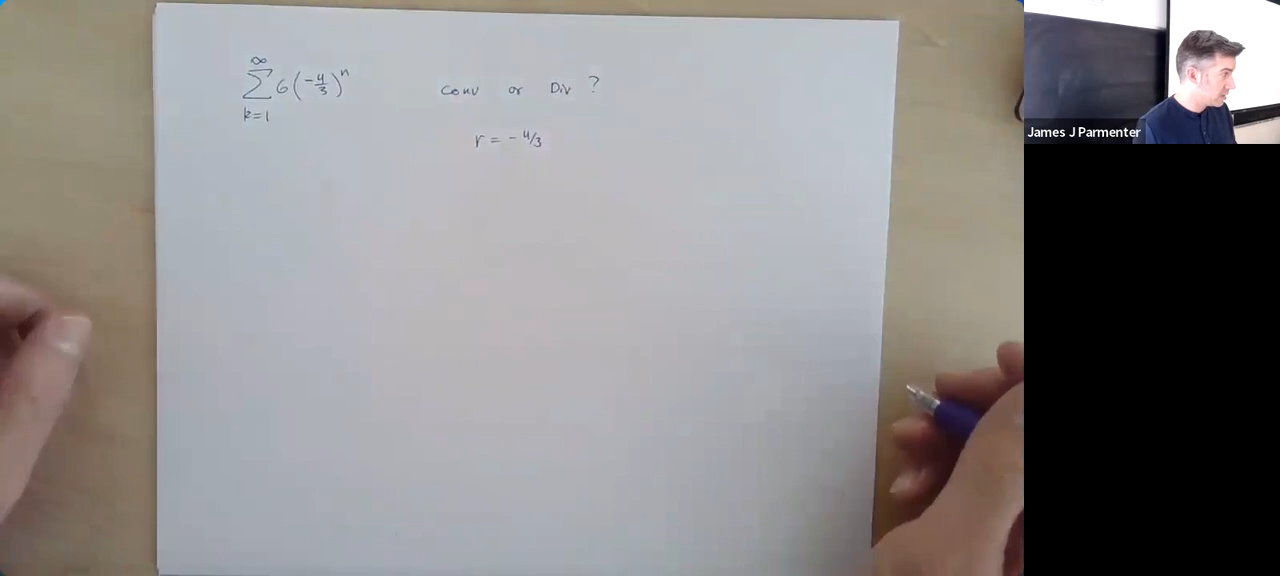 ∞
∑ 6(-4/3)^n Conv or Div ?
k=1
r = -4/3
James J Parmenter